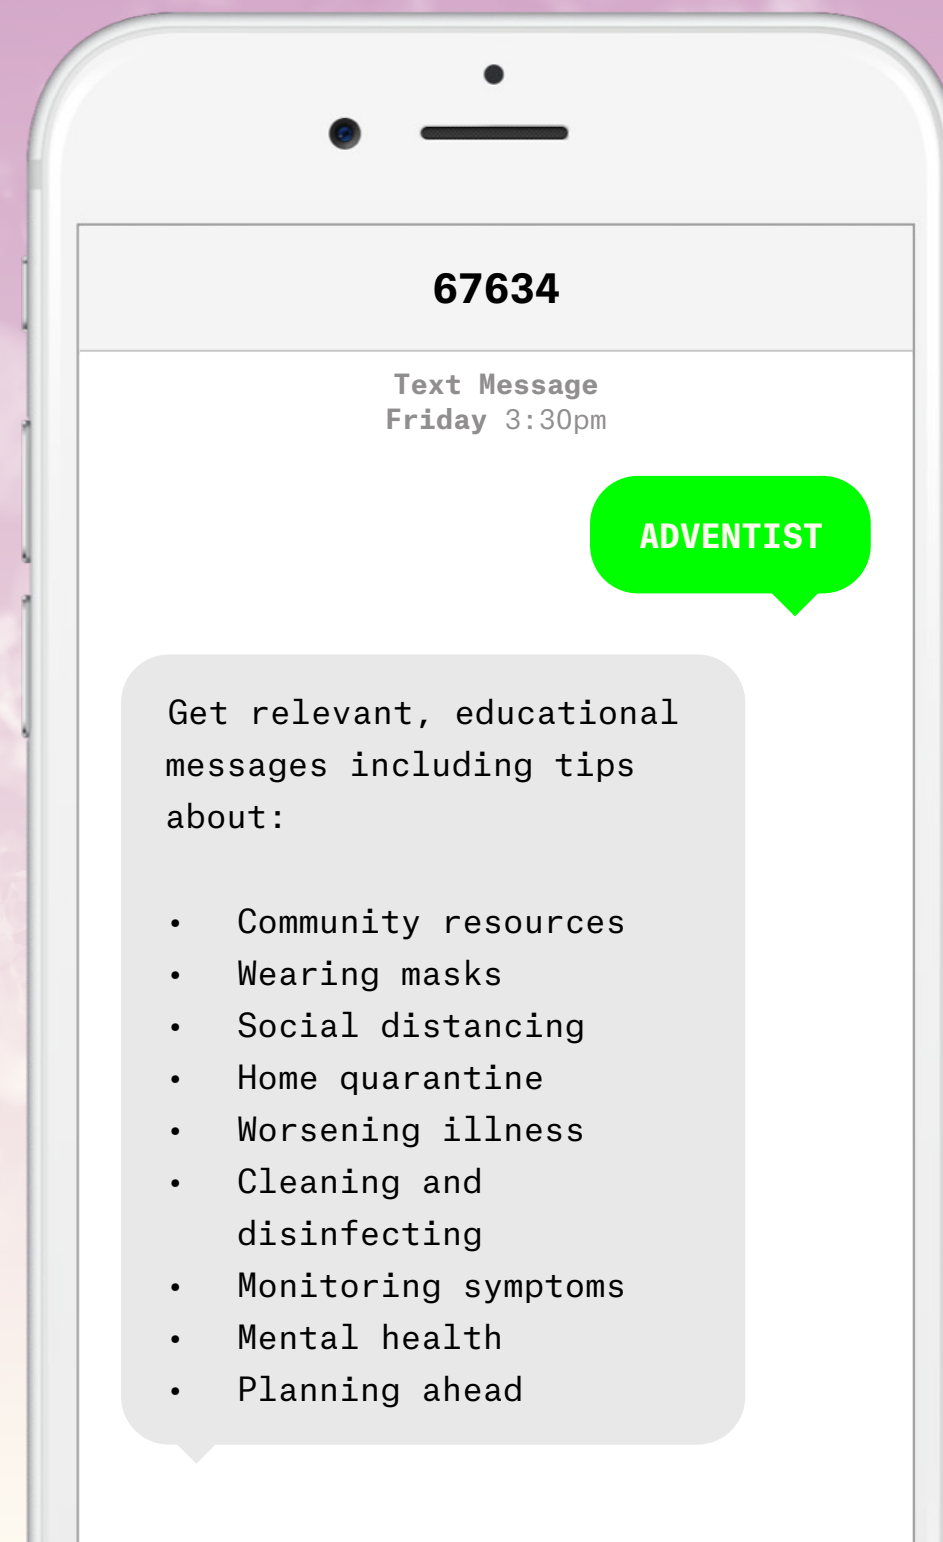 67634
Text Message
Friday 3:30pm
ADVENTIST
Get relevant, educational
messages including tips
about:
• Community resources
• Wearing masks
• Social distancing
• Home quarantine
• Worsening illness
• Cleaning and
disinfecting
• Monitoring symptoms
• Mental health
• Planning ahead